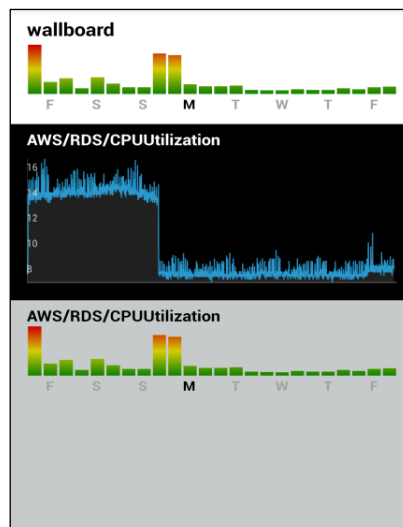 wallboard
F S S M T W T F
AWS/RDS/CPUUtilization
16
14
12
10
8
AWS/RDS/CPUUtilization
F S S M T W T F